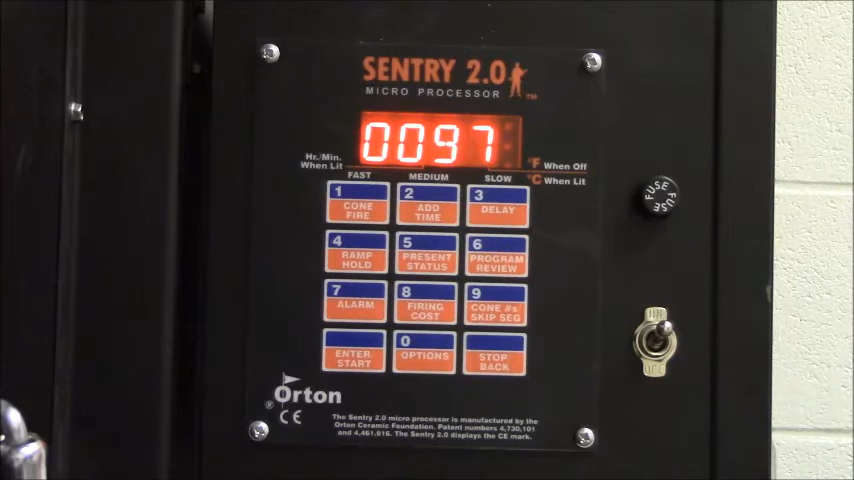 SENTRY 2.0
MICRO PROCESSOR
TM
0097
Hr./Min.
When Lit
°F When Off
°C When Lit
FAST MEDIUM SLOW
1 CONE FIRE
2 ADD TIME
3 DELAY
4 RAMP HOLD
5 PRESENT STATUS
6 PROGRAM REVIEW
7 ALARM
8 FIRING COST
9 CONE #s SKIP SEG
ENTER START
0 OPTIONS
STOP BACK
Orton
® CE
The Sentry 2.0 micro processor is manufactured by the
Orton Ceramic Foundation. Patent numbers 4,730,101
and 4,461,616. The Sentry 2.0 displays the CE mark.
FUSE FUSE
ON
OFF